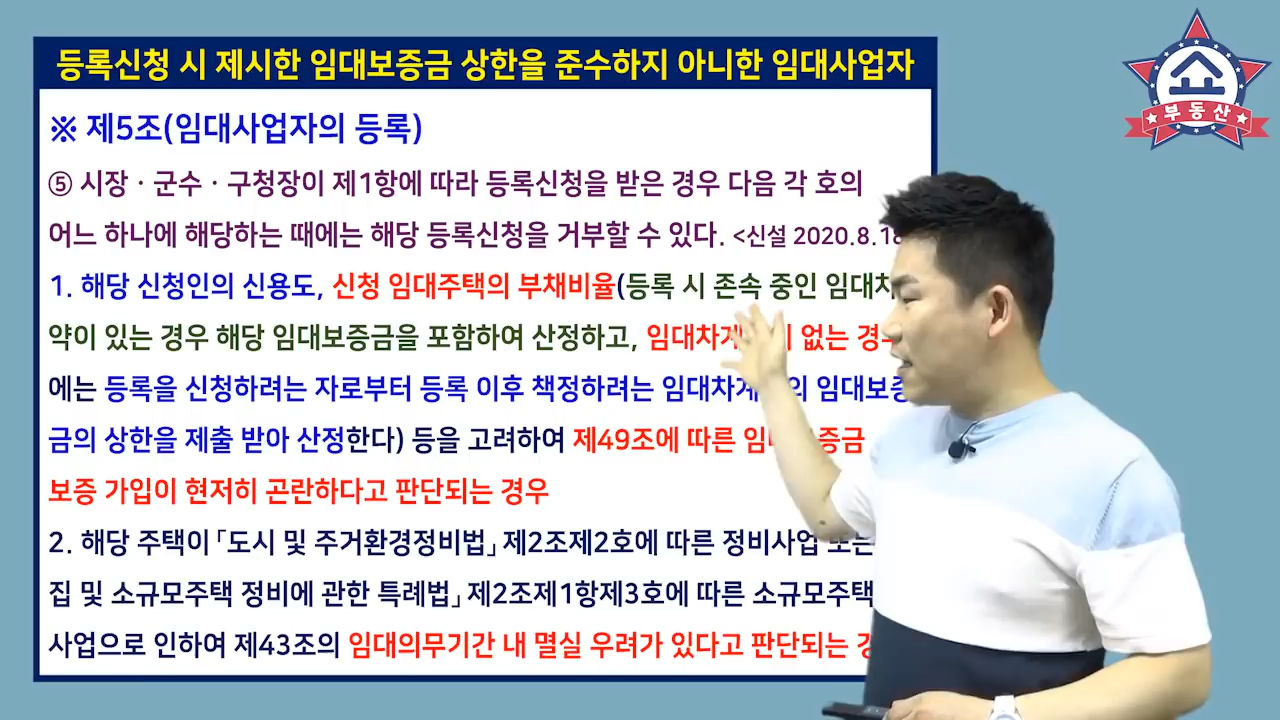 등록신청 시 제시한 임대보증금 상한을 준수하지 아니한 임대사업자
부동산
※ 제5조(임대사업자의 등록)
⑤ 시장 · 군수 · 구청장이 제1항에 따라 등록신청을 받은 경우 다음 각 호의
어느 하나에 해당하는 때에는 해당 등록신청을 거부할 수 있다. <신설 2020.8.18
1. 해당 신청인의 신용도, 신청 임대주택의 부채비율(등록 시 존속 중인
약이 있는 경우 해당 임대보증금을 포함하여 산정하고, 없는
에는 등록을 신청하려는 자로부터 등록 이후 책정하려는
금의 상한을 제출 받아 산정한다) 등을 고려하여 제49조에 따른
보증 가입이 현저히 곤란하다고 판단되는 경우
2. 해당 주택이 「도시 및 주거환경정비법」 제2조제2호에 따른 정비사업
집 및 소규모주택 정비에 관한 특례법」 제2조제1항제3호에 따른 소규모주택
사업으로 인하여 제43조의 임대의무기간 내 멸실 우려가 있다고 판단되는